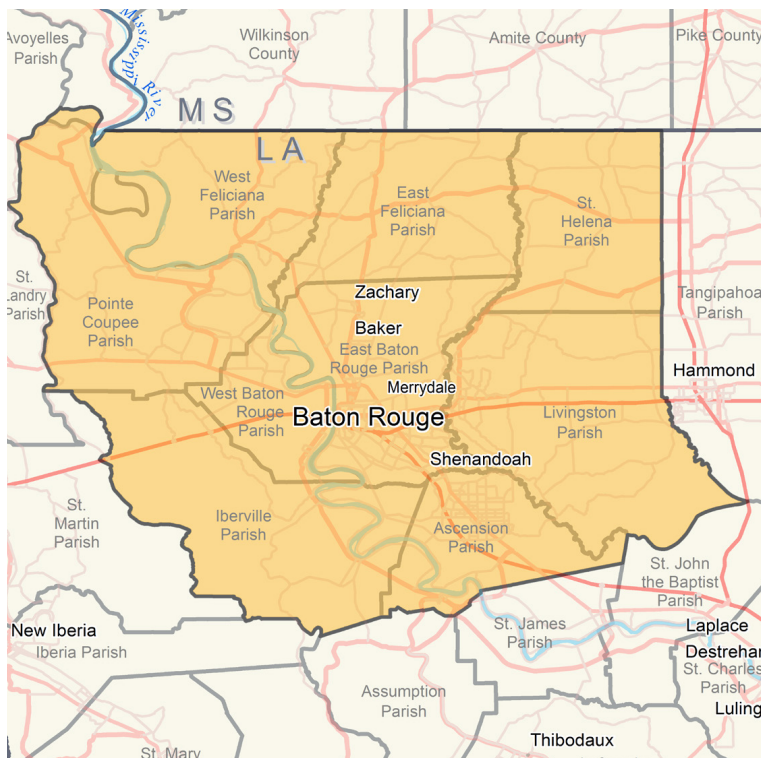 Mississippi River
Avoyelles
Parish
Wilkinson
County
Amite County
Pike County
MS
LA
West
Feliciana
Parish
East
Feliciana
Parish
St.
Helena
Parish
St.
Landry
Parish
Pointe
Coupee
Parish
Zachary
Baker
East Baton
Rouge Parish
Tangipahoa
Parish
Merrydale
Hammond
West Baton
Rouge
Parish
Baton Rouge
Livingston
Parish
Shenandoah
St.
Martin
Parish
Iberville
Parish
Ascension
Parish
St. John
the Baptist
Parish
New Iberia
Iberia Parish
St. James
Parish
Laplace
Destrehan
St. Charles
Parish
Luling
Assumption
Parish
Thibodaux
St. Mary